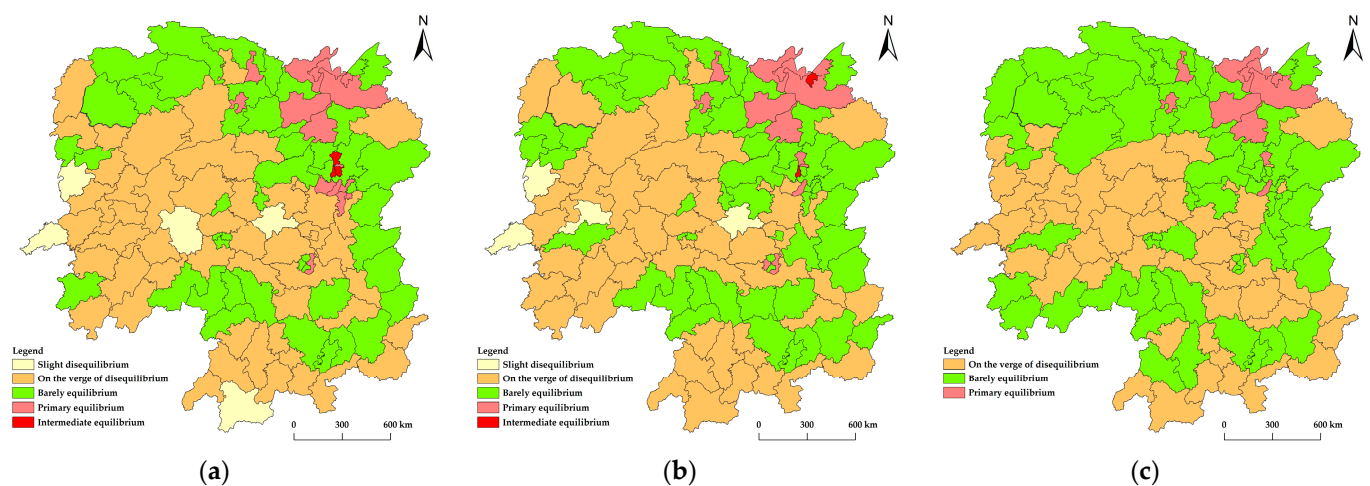 N
Legend
Slight disequilibrium
On the verge of disequilibrium
Barely equilibrium
Primary equilibrium
Intermediate equilibrium
0 300 600 km
(a)
N
Legend
Slight disequilibrium
On the verge of disequilibrium
Barely equilibrium
Primary equilibrium
Intermediate equilibrium
0 300 600 km
(b)
N
Legend
On the verge of disequilibrium
Barely equilibrium
Primary equilibrium
0 300 600 km
(c)